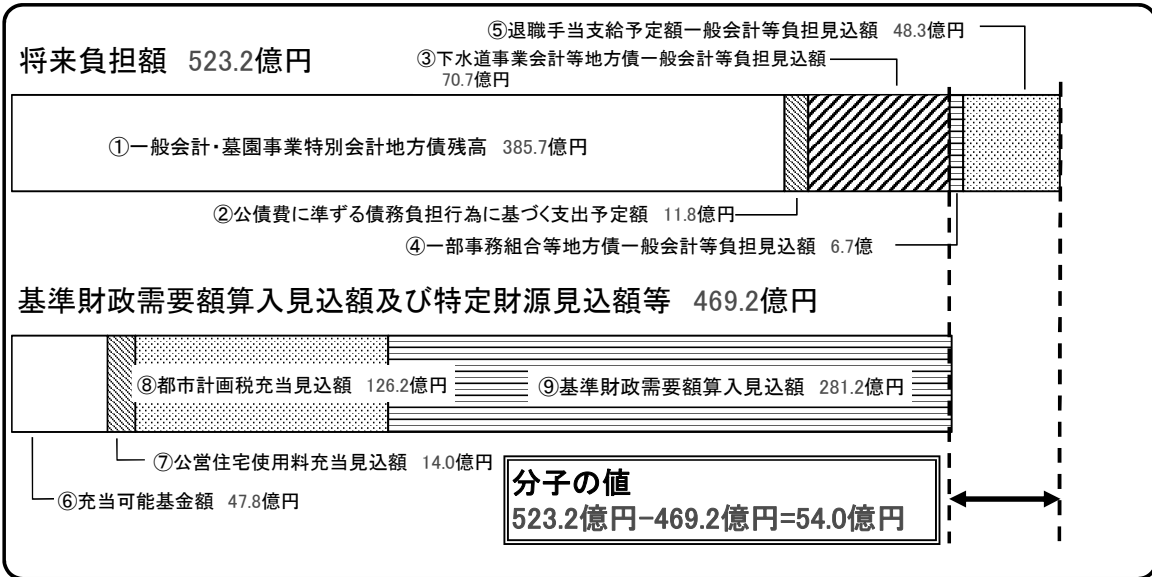 ⑤退職手当支給予定額一般会計等負担見込額 48.3億円
将来負担額 523.2億円
③下水道事業会計等地方債一般会計等負担見込額
70.7億円
①一般会計・墓園事業特別会計地方債残高 385.7億円
②公債費に準ずる債務負担行為に基づく支出予定額 11.8億円
④一部事務組合等地方債一般会計等負担見込額 6.7億
基準財政需要額算入見込額及び特定財源見込額等 469.2億円
⑧都市計画税充当見込額 126.2億円
⑨基準財政需要額算入見込額 281.2億円
⑦公営住宅使用料充当見込額 14.0億円
⑥充当可能基金額 47.8億円
分子の値
523.2億円-469.2億円=54.0億円